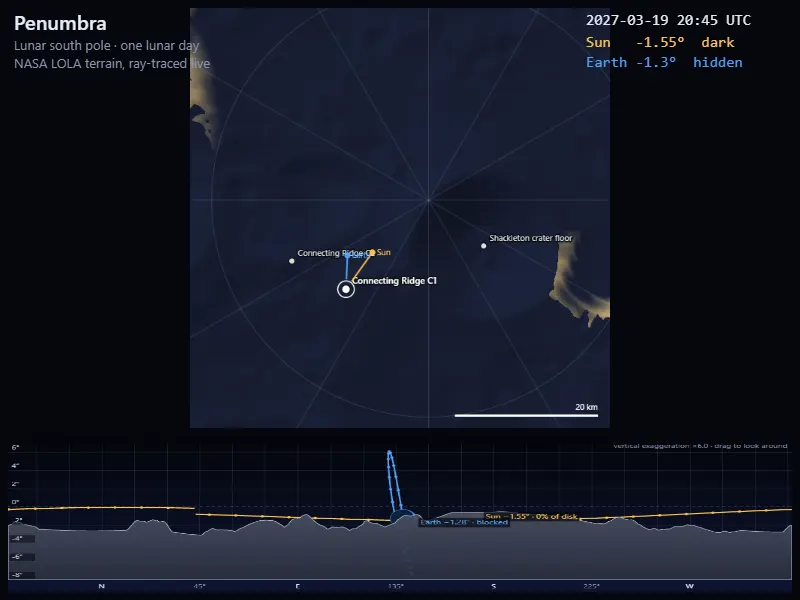 Penumbra
Lunar south pole · one lunar day
NASA LOLA terrain, ray-traced live
2027-03-19 20:45 UTC
Sun -1.55° dark
Earth -1.3° hidden
Shackleton crater floor
Connecting Ridge
Sun
Connecting Ridge C1
20 km
vertical exaggeration ×6.0 · drag to look around
6°
4°
2°
0°
-2°
-4°
-6°
-8°
Sun -1.55° · 0% of disk
Earth -1.28° · blocked
N 45° E 135° S 225° W